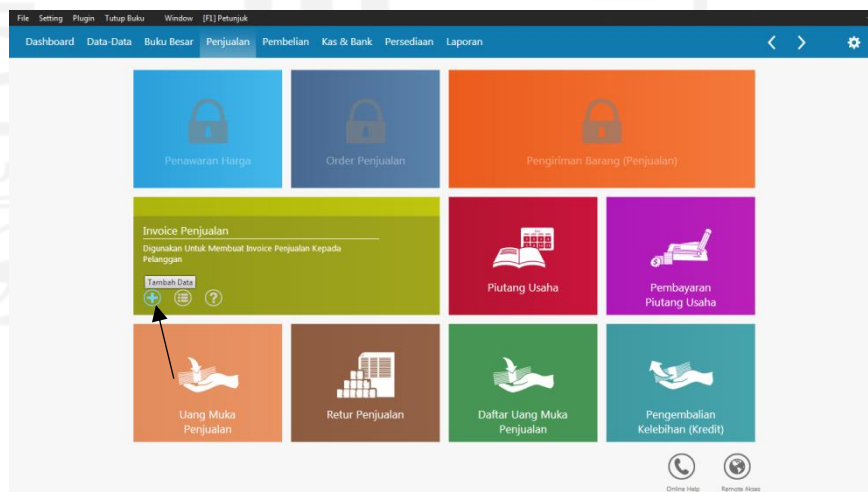 File Setting Plugin Tutup Buku Window [F1] Petunjuk
Dashboard Data-Data Buku Besar Penjualan Pembelian Kas & Bank Persediaan Laporan
Penawaran Harga
Order Penjualan
Pengiriman Barang (Penjualan)
Invoice Penjualan
Digunakan Untuk Membuat Invoice Penjualan Kepada
Pelanggan
Tambah Data
Piutang Usaha
Pembayaran
Piutang Usaha
Uang Muka
Penjualan
Retur Penjualan
Daftar Uang Muka
Penjualan
Pengembalian
Kelebihan (Kredit)
Online Help
Remote Akses